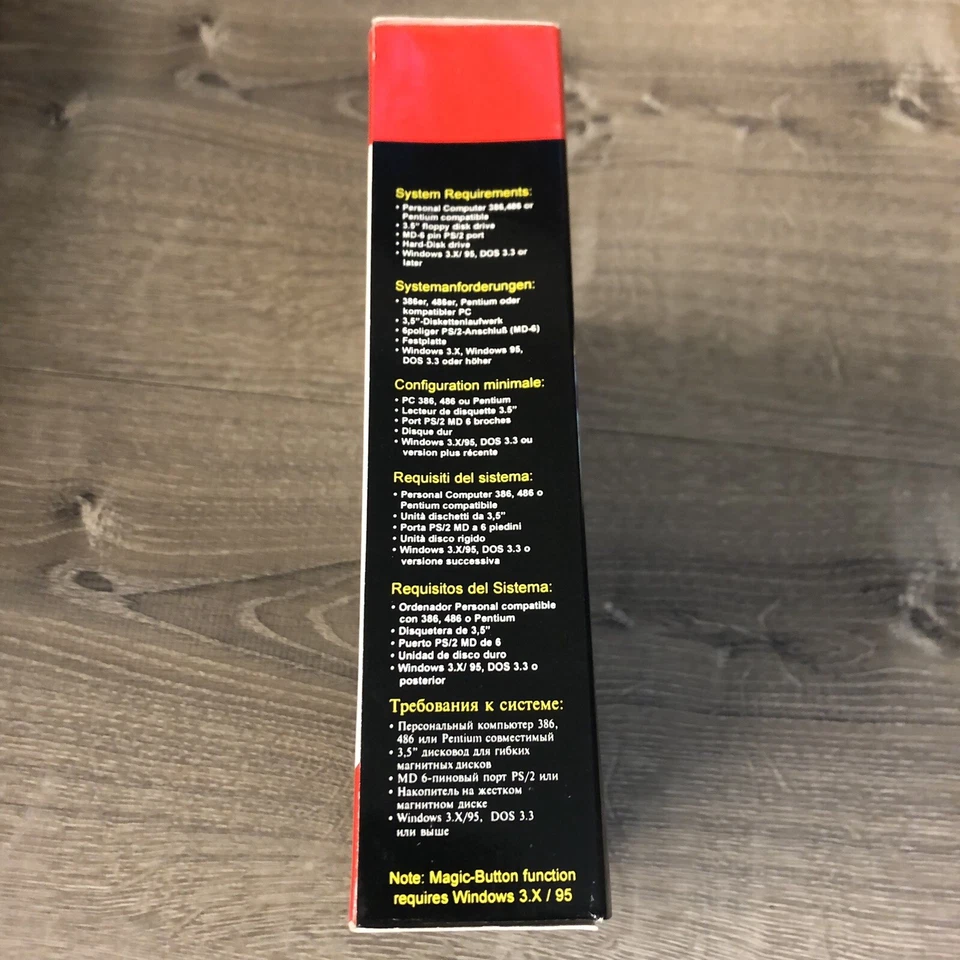 System Requirements:
• Personal Computer 386,486 or
Pentium compatible
• 3.5" floppy disk drive
• MD-6 pin PS/2 port
• Hard-Disk drive
• Windows 3.X/ 95, DOS 3.3 or
later
Systemanforderungen:
• 386er, 486er, Pentium oder
kompatibler PC
• 3,5"-Diskettenlaufwerk
• 6poliger PS/2-Anschluß (MD-6)
• Festplatte
• Windows 3.X, Windows 95,
DOS 3.3 oder höher
Configuration minimale:
• PC 386, 486 ou Pentium
• Lecteur de disquette 3.5"
• Port PS/2 MD 6 broches
• Disque dur
• Windows 3.X/95, DOS 3.3 ou
version plus récente
Requisiti del sistema:
• Personal Computer 386, 486 o
Pentium compatibile
• Unità dischetti da 3,5"
• Porta PS/2 MD a 6 piedini
• Unità disco rigido
• Windows 3.X/95, DOS 3.3 o
versione successiva
Requisitos del Sistema:
• Ordenador Personal compatible
con 386, 486 o Pentium
• Disquetera de 3,5"
• Puerto PS/2 MD de 6
• Unidad de disco duro
• Windows 3.X/ 95, DOS 3.3 o
posterior
Требования к системе:
• Персональный компьютер 386,
486 или Pentium совместимый
• 3,5" дисковод для гибких
магнитных дисков
• MD 6-пиновый порт PS/2 или
• Накопитель на жестком
магнитном диске
• Windows 3.X/95, DOS 3.3
или выше
Note: Magic-Button function
requires Windows 3.X / 95